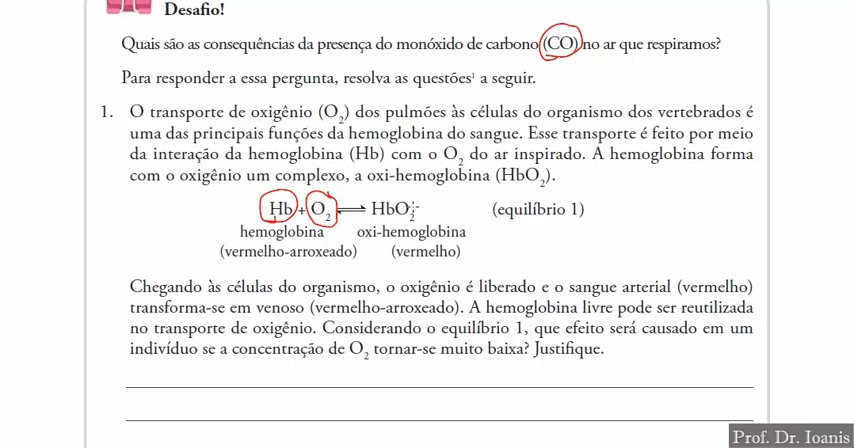 Desafio!
Quais são as consequências da presença do monóxido de carbono (CO) no ar que respiramos?
Para responder a essa pergunta, resolva as questões¹ a seguir.
1. O transporte de oxigênio (O₂) dos pulmões às células do organismo dos vertebrados é
uma das principais funções da hemoglobina do sangue. Esse transporte é feito por meio
da interação da hemoglobina (Hb) com o O₂ do ar inspirado. A hemoglobina forma
com o oxigênio um complexo, a oxi-hemoglobina (HbO₂).
Hb + O₂ ⇌ HbO₂ (equilíbrio 1)
hemoglobina oxi-hemoglobina
(vermelho-arroxeado) (vermelho)
Chegando às células do organismo, o oxigênio é liberado e o sangue arterial (vermelho)
transforma-se em venoso (vermelho-arroxeado). A hemoglobina livre pode ser reutilizada
no transporte de oxigênio. Considerando o equilíbrio 1, que efeito será causado em um
indivíduo se a concentração de O₂ tornar-se muito baixa? Justifique.
Prof. Dr. Ioanis